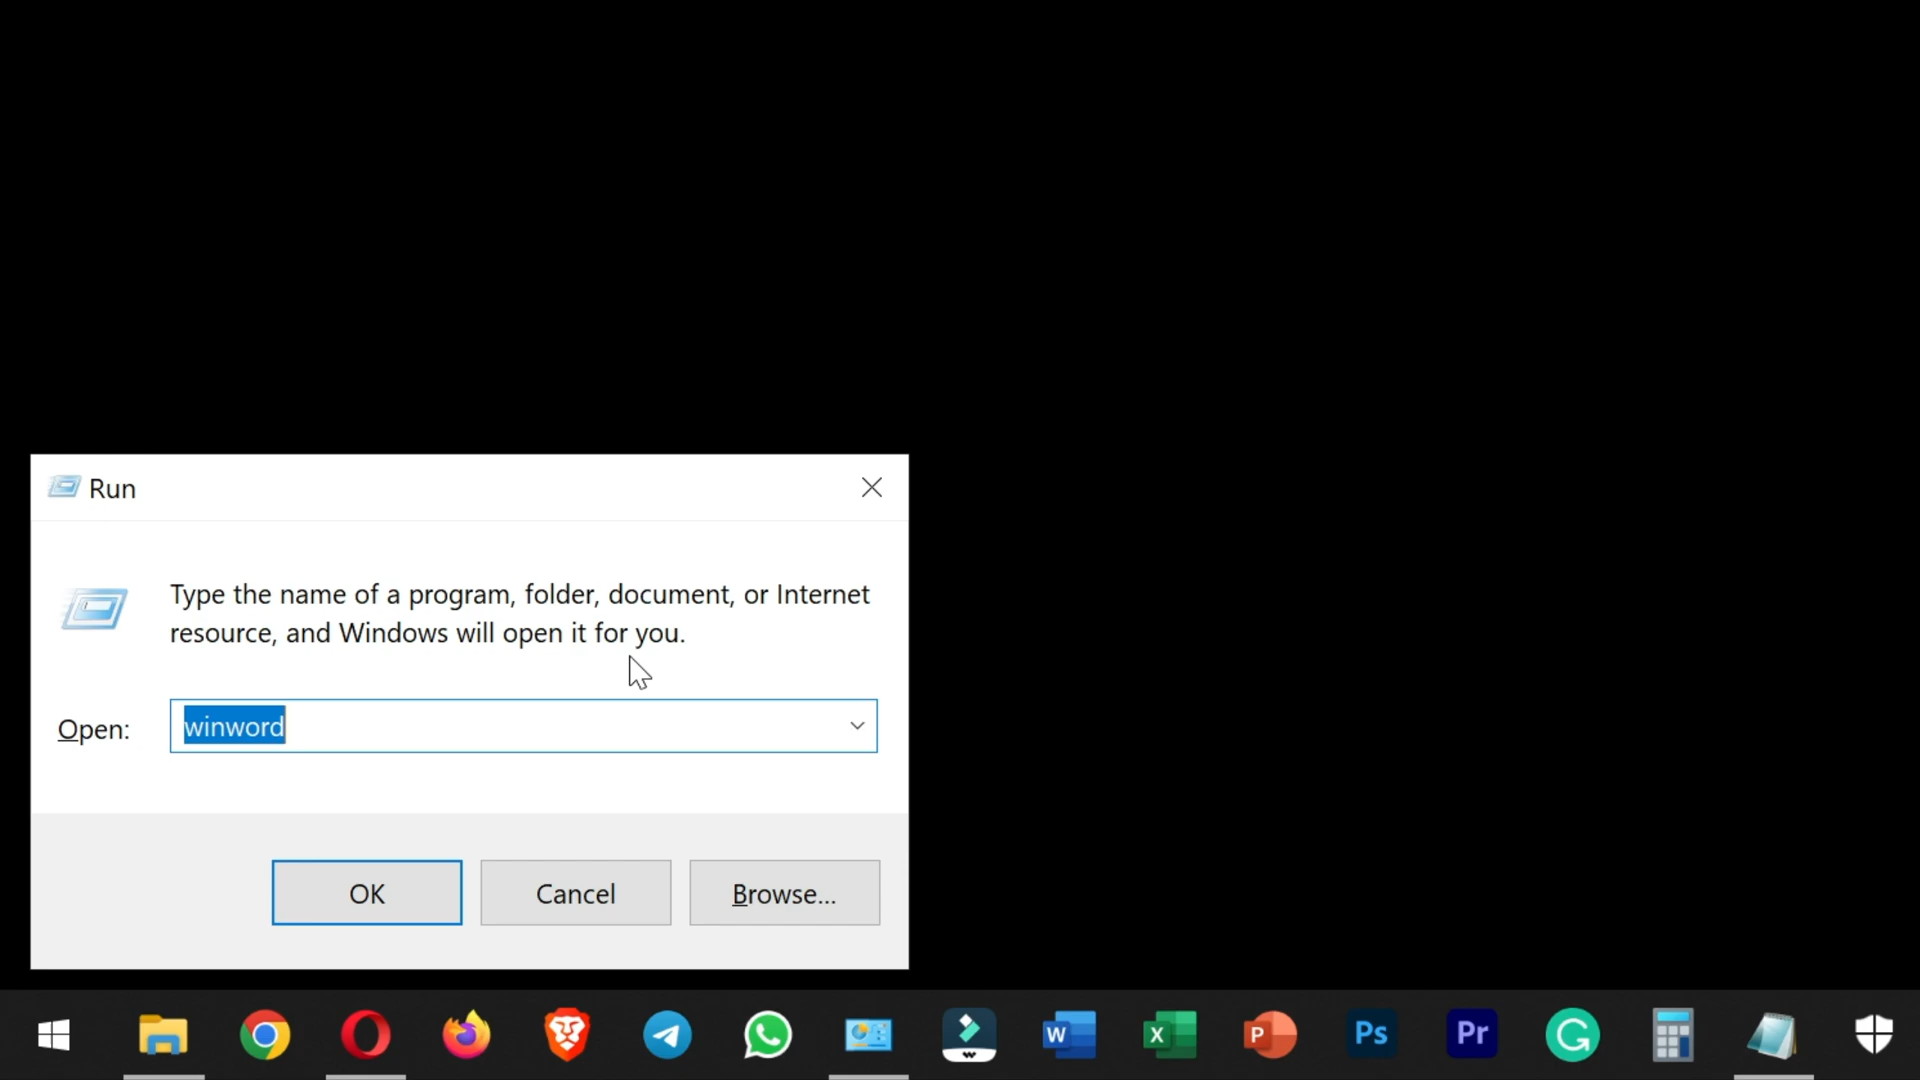 Run
Type the name of a program, folder, document, or Internet
resource, and Windows will open it for you.
Open:
winword
OK
Cancel
Browse...
W
X
P
Ps
Pr